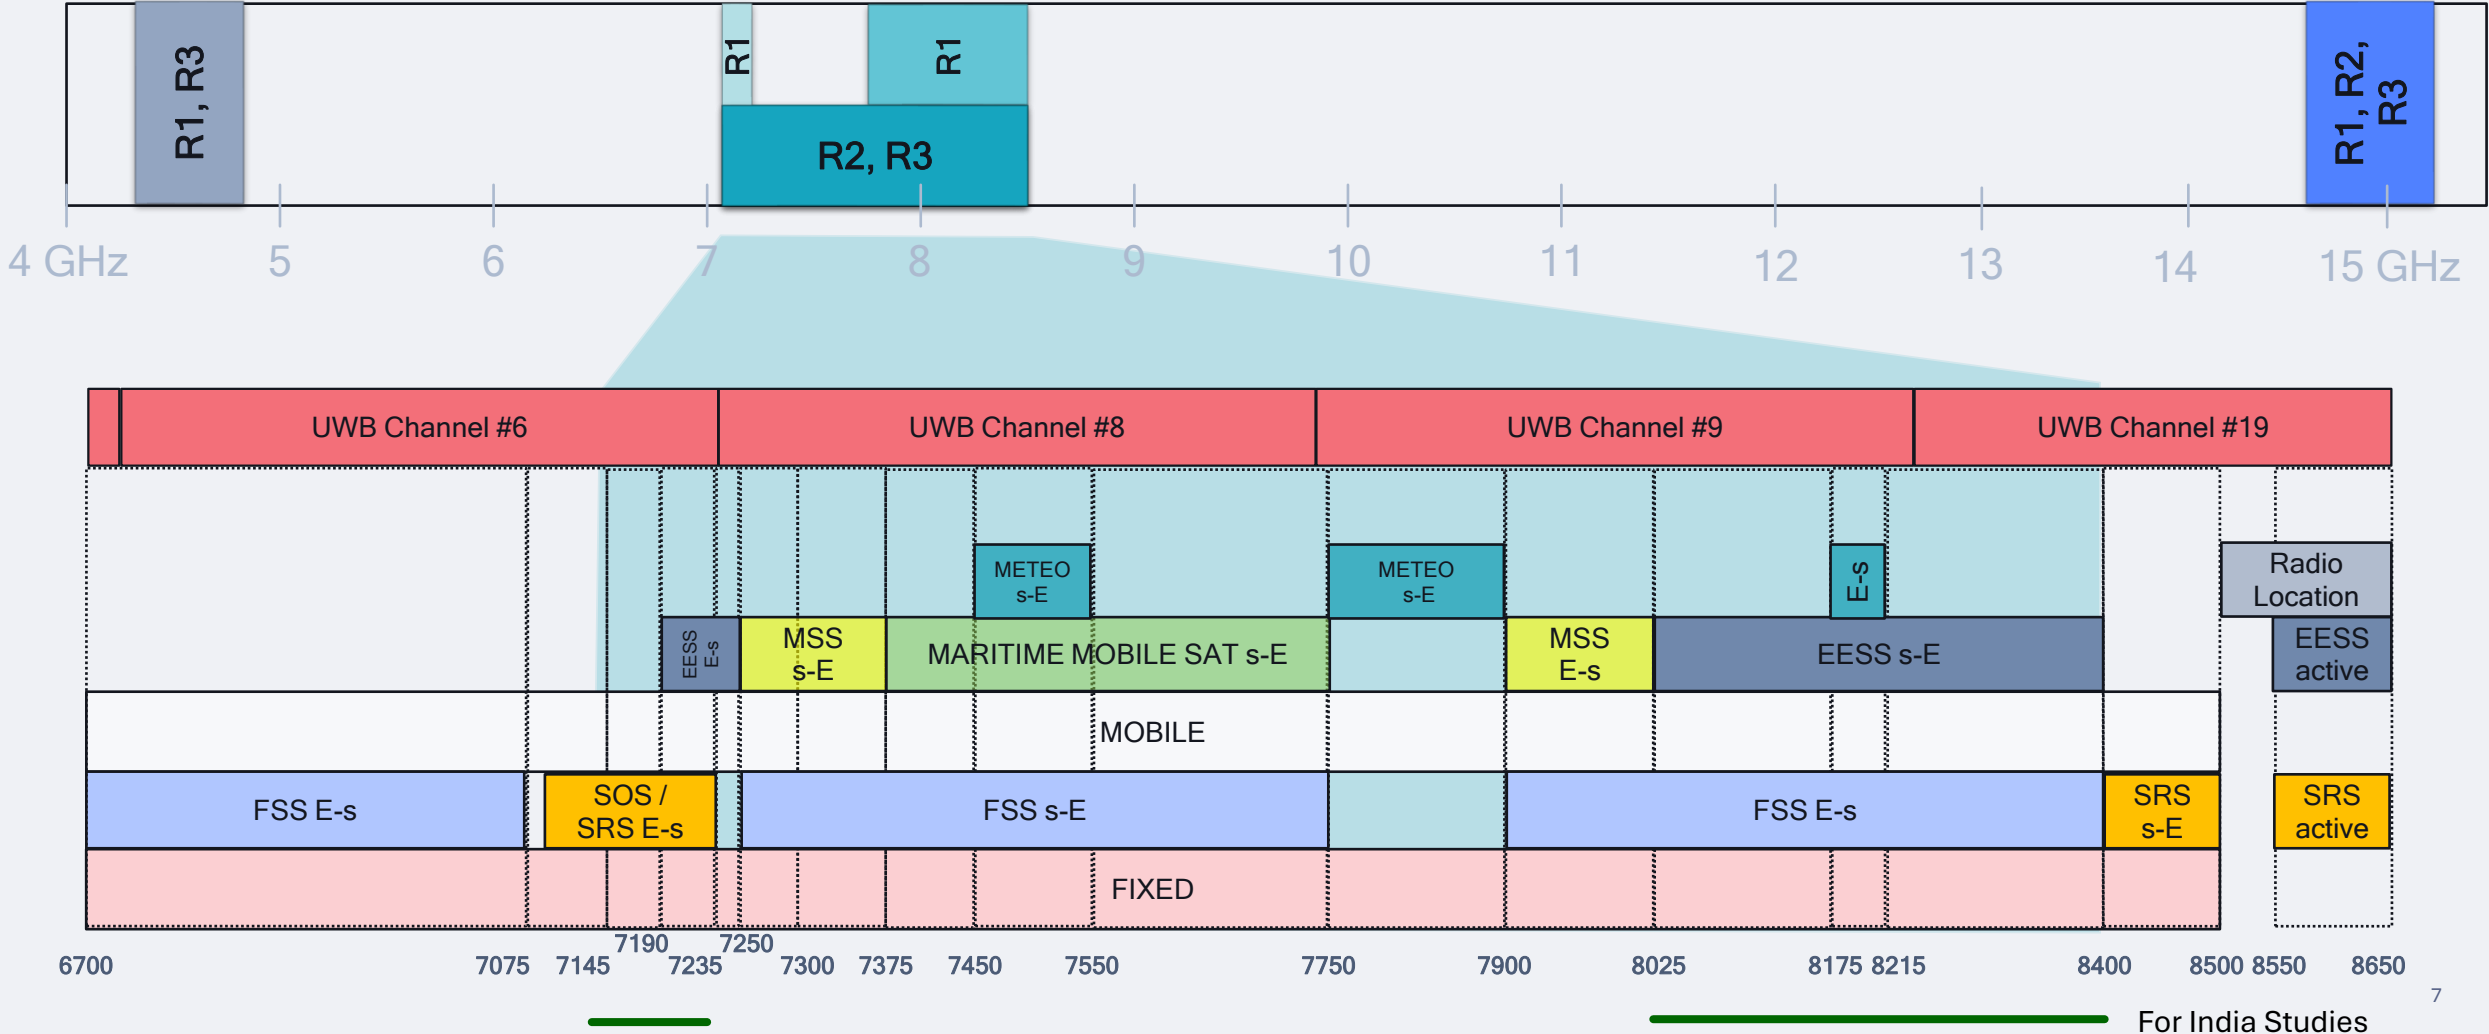 R1, R3
R1
R1
R2, R3
R1, R2,
R3
4 GHz
5
6
7
8
9
10
11
12
13
14
15 GHz
UWB Channel #6
UWB Channel #8
UWB Channel #9
UWB Channel #19
METEO
s-E
METEO
s-E
E-s
Radio
Location
EESS
E-s
MSS
s-E
MARITIME MOBILE SAT s-E
MSS
E-s
EESS s-E
EESS
active
MOBILE
FSS E-s
SOS /
SRS E-s
FSS s-E
FSS E-s
SRS
s-E
SRS
active
FIXED
7190
7250
6700
7075
7145
7235
7300
7375
7450
7550
7750
7900
8025
8175
8215
8400
8500
8550
8650
7
For India Studies